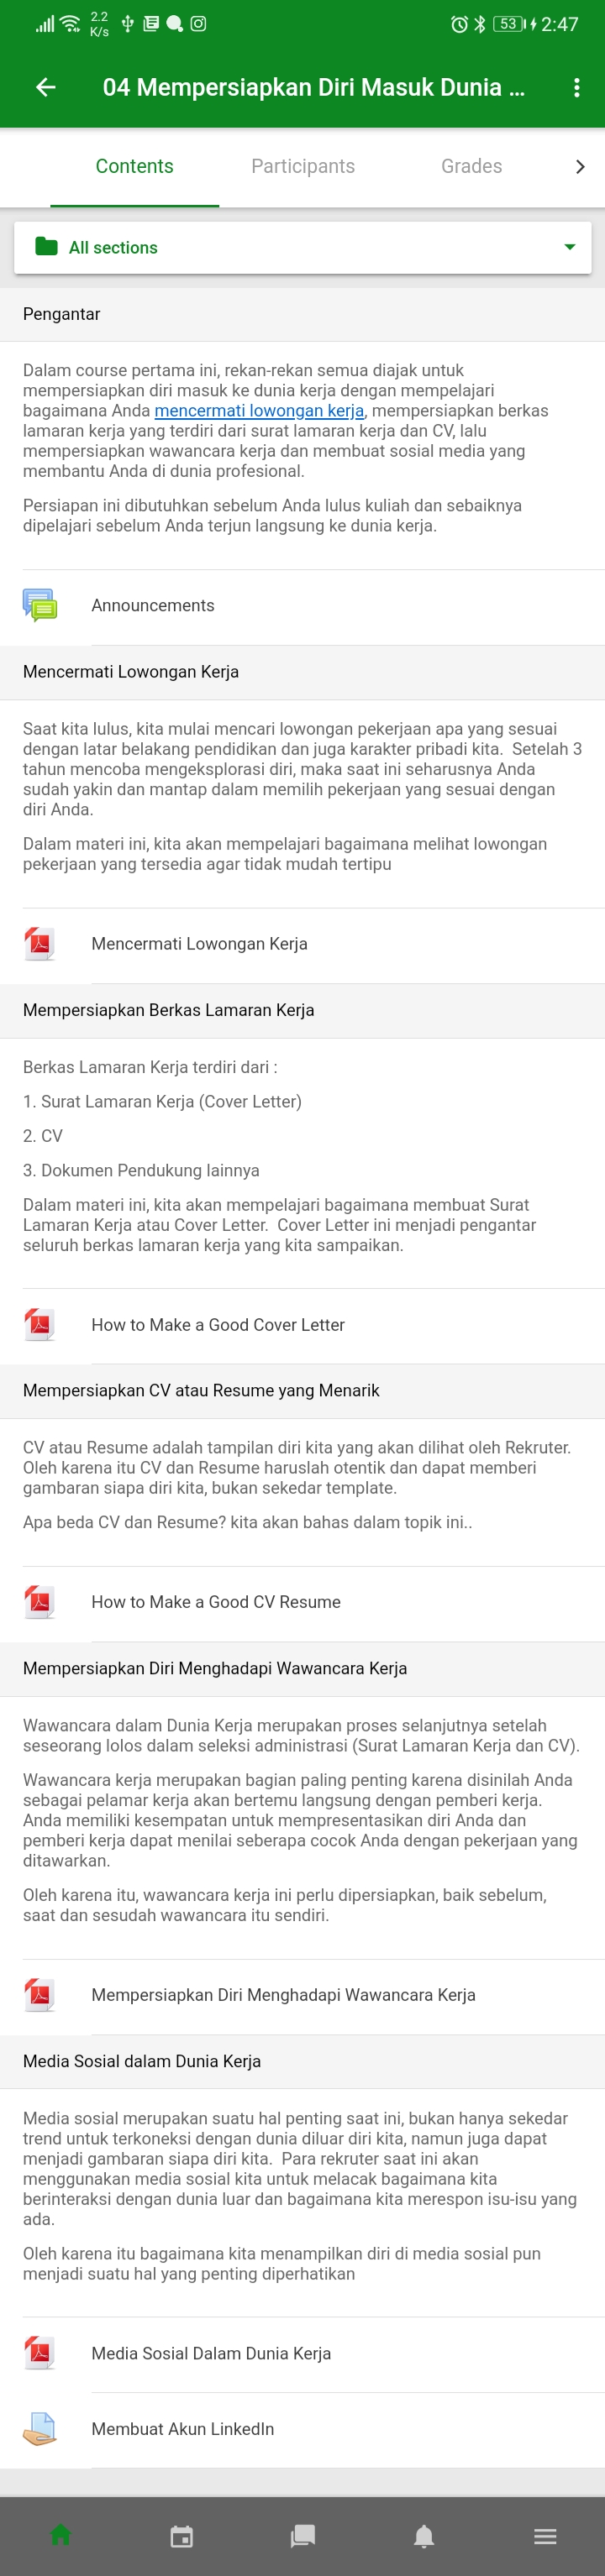 2.2
K/s
53
2:47
04 Mempersiapkan Diri Masuk Dunia ...
Contents
Participants
Grades
All sections
Pengantar
Dalam course pertama ini, rekan-rekan semua diajak untuk
mempersiapkan diri masuk ke dunia kerja dengan mempelajari
bagaimana Anda mencermati lowongan kerja, mempersiapkan berkas
lamaran kerja yang terdiri dari surat lamaran kerja dan CV, lalu
mempersiapkan wawancara kerja dan membuat sosial media yang
membantu Anda di dunia profesional.
Persiapan ini dibutuhkan sebelum Anda lulus kuliah dan sebaiknya
dipelajari sebelum Anda terjun langsung ke dunia kerja.
Announcements
Mencermati Lowongan Kerja
Saat kita lulus, kita mulai mencari lowongan pekerjaan apa yang sesuai
dengan latar belakang pendidikan dan juga karakter pribadi kita.  Setelah 3
tahun mencoba mengeksplorasi diri, maka saat ini seharusnya Anda
sudah yakin dan mantap dalam memilih pekerjaan yang sesuai dengan
diri Anda.
Dalam materi ini, kita akan mempelajari bagaimana melihat lowongan
pekerjaan yang tersedia agar tidak mudah tertipu
Mencermati Lowongan Kerja
Mempersiapkan Berkas Lamaran Kerja
Berkas Lamaran Kerja terdiri dari :
1. Surat Lamaran Kerja (Cover Letter)
2. CV
3. Dokumen Pendukung lainnya
Dalam materi ini, kita akan mempelajari bagaimana membuat Surat
Lamaran Kerja atau Cover Letter.  Cover Letter ini menjadi pengantar
seluruh berkas lamaran kerja yang kita sampaikan.
How to Make a Good Cover Letter
Mempersiapkan CV atau Resume yang Menarik
CV atau Resume adalah tampilan diri kita yang akan dilihat oleh Rekruter.
Oleh karena itu CV dan Resume haruslah otentik dan dapat memberi
gambaran siapa diri kita, bukan sekedar template.
Apa beda CV dan Resume? kita akan bahas dalam topik ini..
How to Make a Good CV Resume
Mempersiapkan Diri Menghadapi Wawancara Kerja
Wawancara dalam Dunia Kerja merupakan proses selanjutnya setelah
seseorang lolos dalam seleksi administrasi (Surat Lamaran Kerja dan CV).
Wawancara kerja merupakan bagian paling penting karena disinilah Anda
sebagai pelamar kerja akan bertemu langsung dengan pemberi kerja.
Anda memiliki kesempatan untuk mempresentasikan diri Anda dan
pemberi kerja dapat menilai seberapa cocok Anda dengan pekerjaan yang
ditawarkan.
Oleh karena itu, wawancara kerja ini perlu dipersiapkan, baik sebelum,
saat dan sesudah wawancara itu sendiri.
Mempersiapkan Diri Menghadapi Wawancara Kerja
Media Sosial dalam Dunia Kerja
Media sosial merupakan suatu hal penting saat ini, bukan hanya sekedar
trend untuk terkoneksi dengan dunia diluar diri kita, namun juga dapat
menjadi gambaran siapa diri kita.  Para rekruter saat ini akan
menggunakan media sosial kita untuk melacak bagaimana kita
berinteraksi dengan dunia luar dan bagaimana kita merespon isu-isu yang
ada.
Oleh karena itu bagaimana kita menampilkan diri di media sosial pun
menjadi suatu hal yang penting diperhatikan
Media Sosial Dalam Dunia Kerja
Membuat Akun LinkedIn